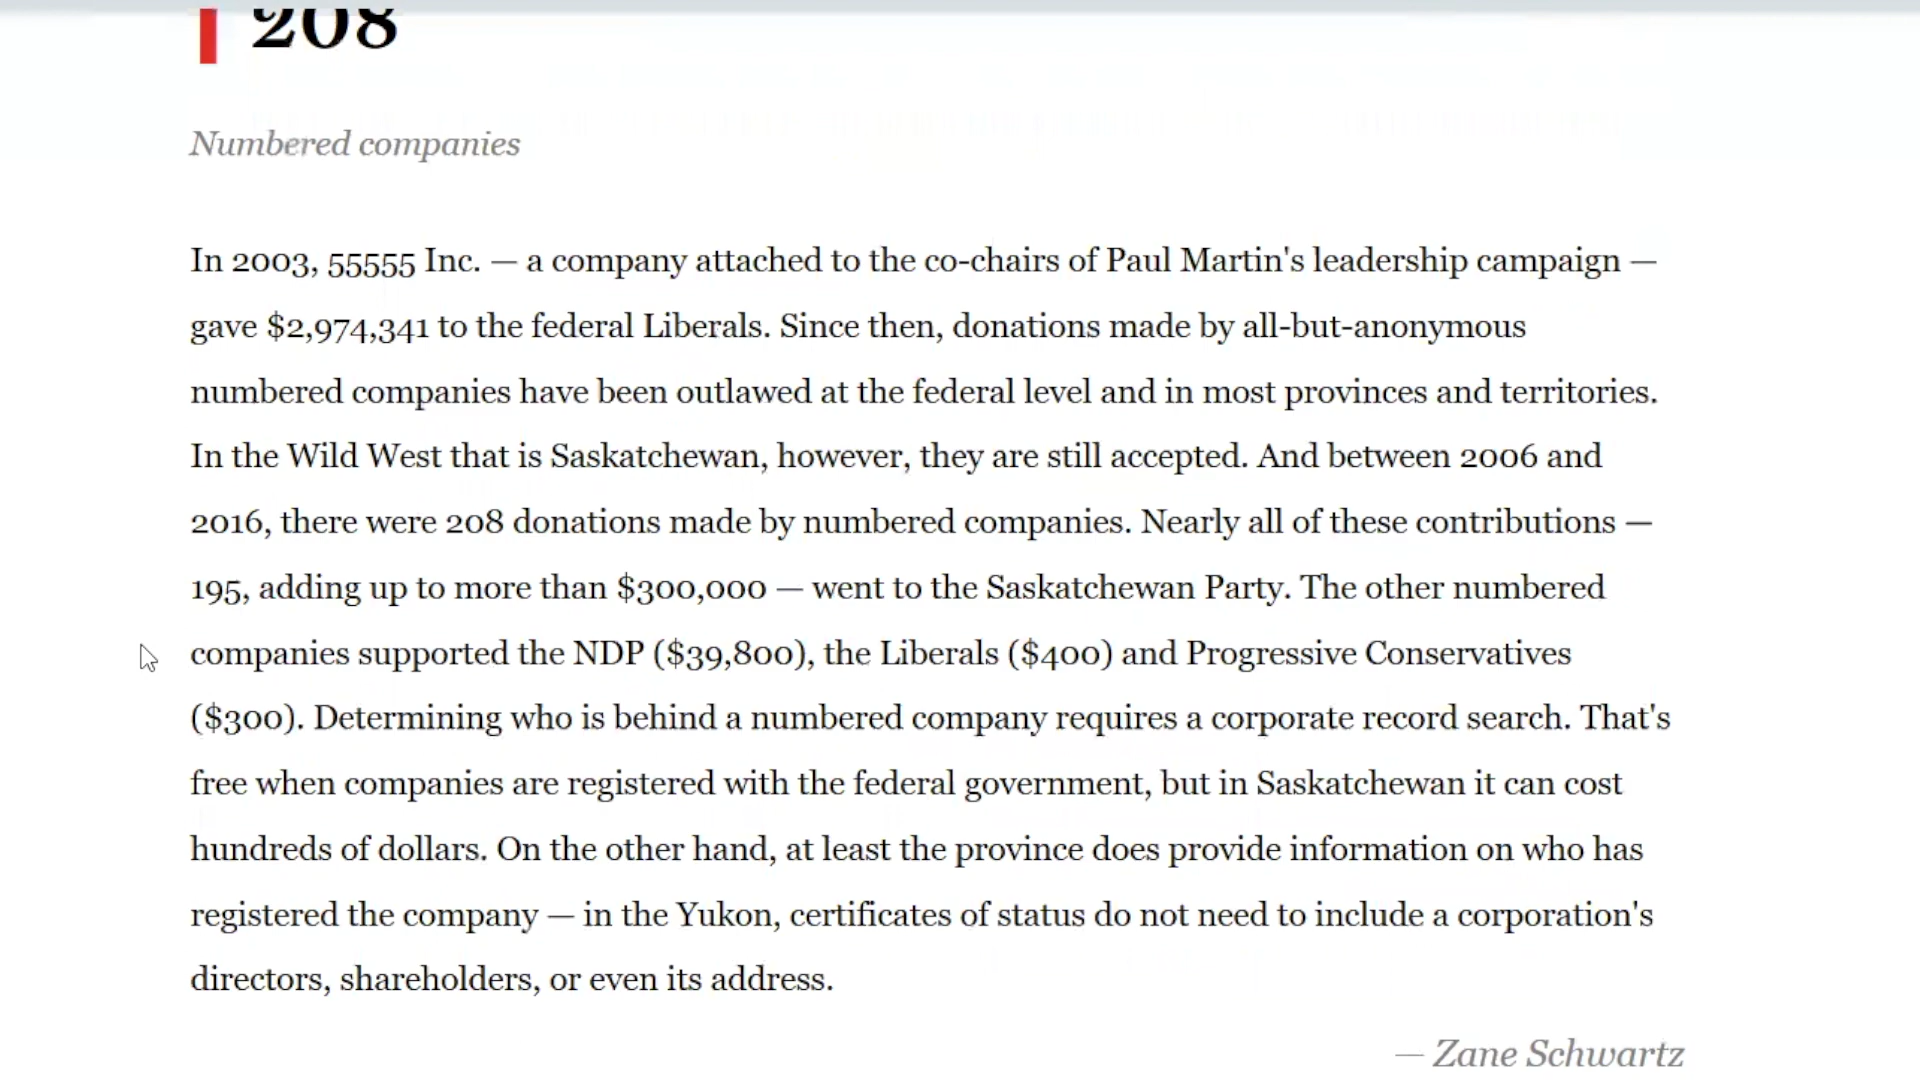 208
Numbered companies
In 2003, 55555 Inc. — a company attached to the co-chairs of Paul Martin's leadership campaign —
gave $2,974,341 to the federal Liberals. Since then, donations made by all-but-anonymous
numbered companies have been outlawed at the federal level and in most provinces and territories.
In the Wild West that is Saskatchewan, however, they are still accepted. And between 2006 and
2016, there were 208 donations made by numbered companies. Nearly all of these contributions —
195, adding up to more than $300,000 — went to the Saskatchewan Party. The other numbered
companies supported the NDP ($39,800), the Liberals ($400) and Progressive Conservatives
($300). Determining who is behind a numbered company requires a corporate record search. That's
free when companies are registered with the federal government, but in Saskatchewan it can cost
hundreds of dollars. On the other hand, at least the province does provide information on who has
registered the company — in the Yukon, certificates of status do not need to include a corporation's
directors, shareholders, or even its address.
— Zane Schwartz